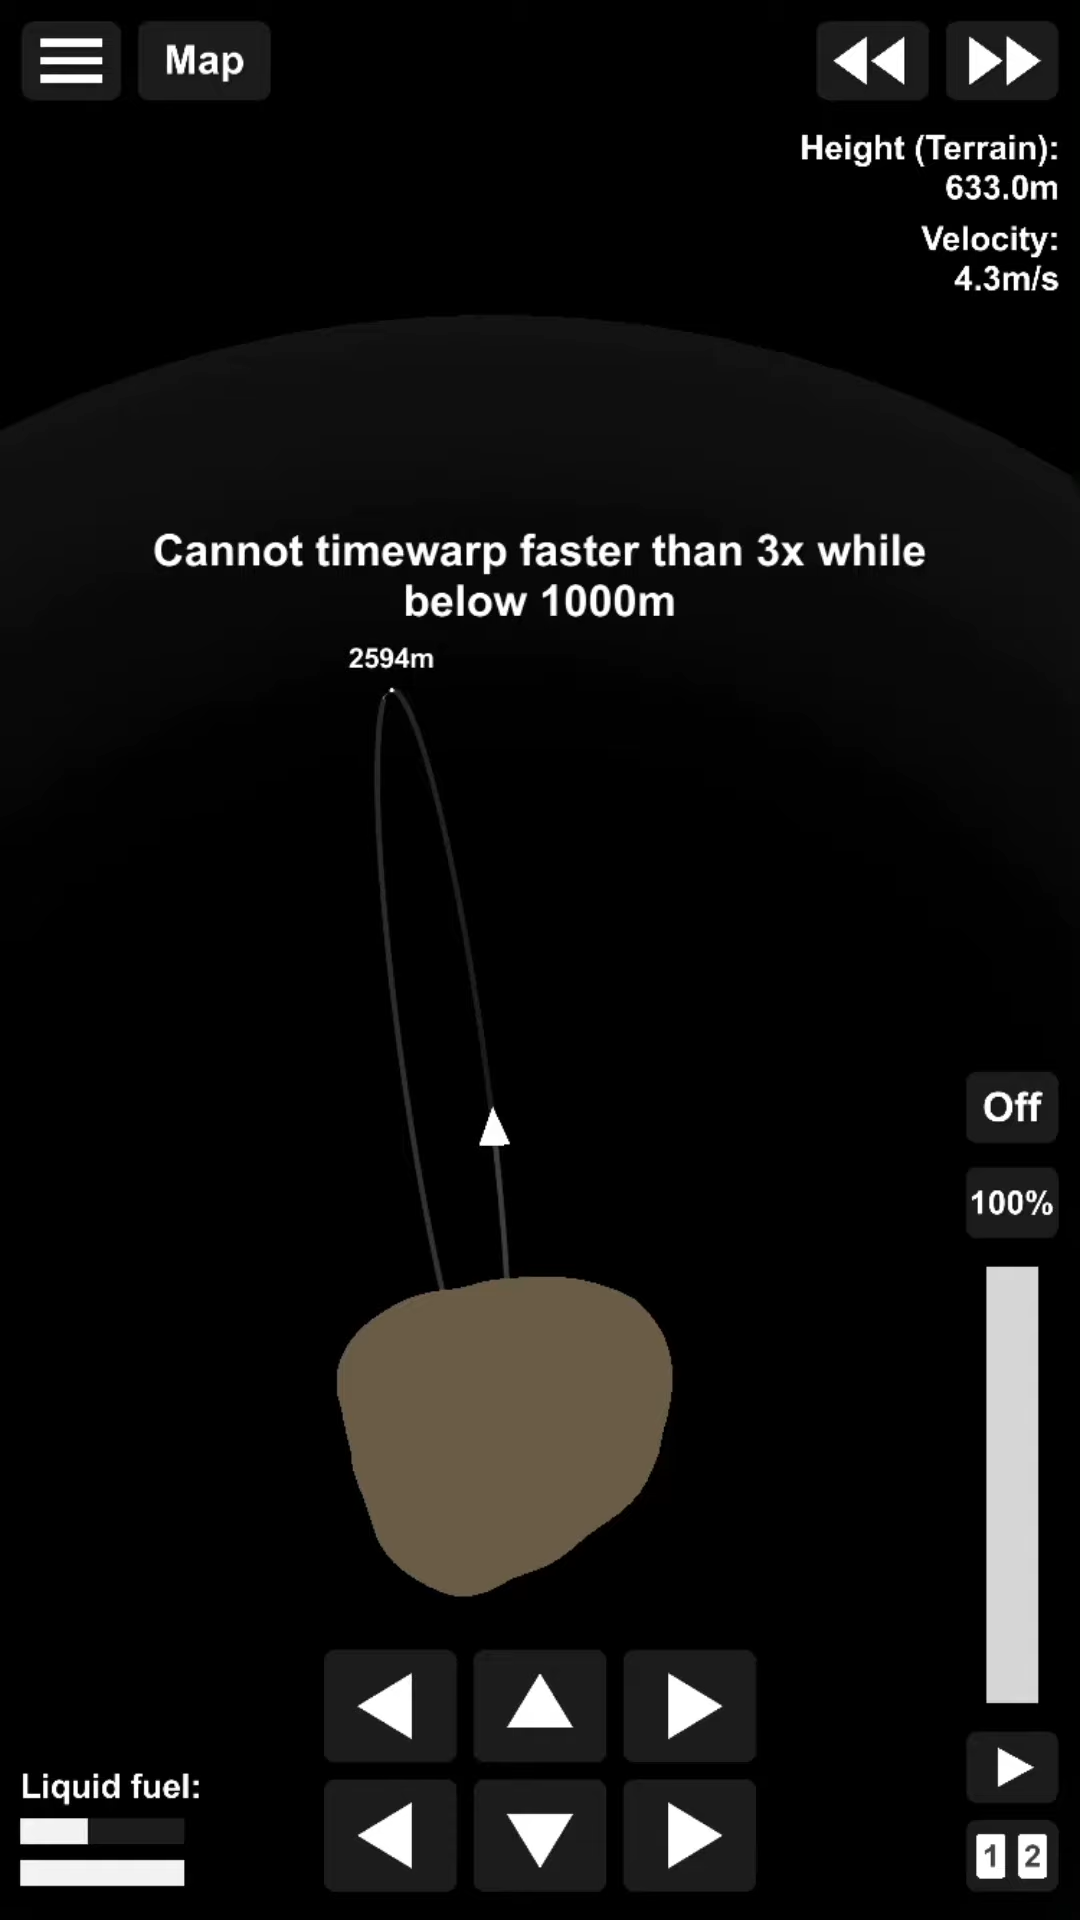 Map
Height (Terrain):
633.0m
Velocity:
4.3m/s
Cannot timewarp faster than 3x while
below 1000m
2594m
Off
100%
Liquid fuel:
1 2